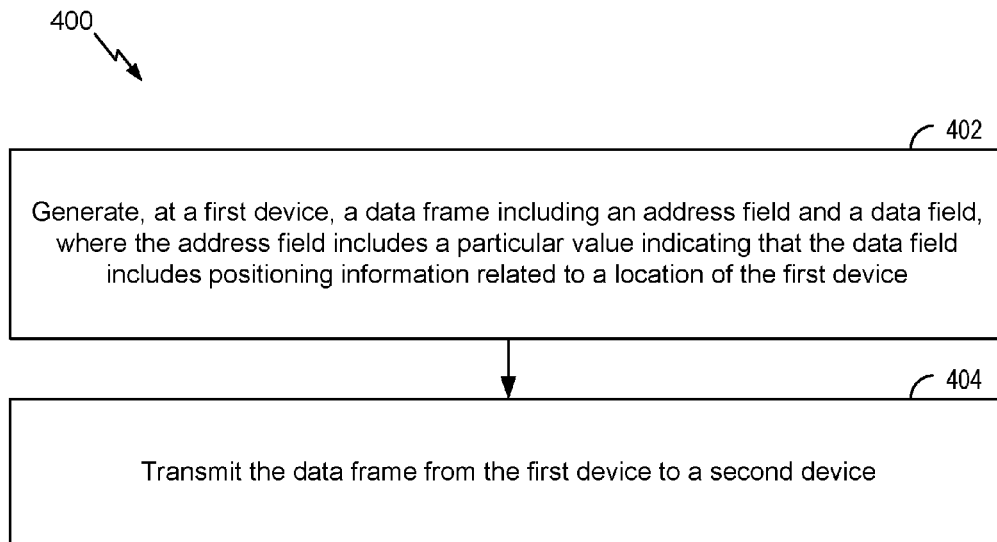 400
402
Generate, at a first device, a data frame including an address field and a data field,
where the address field includes a particular value indicating that the data field
includes positioning information related to a location of the first device
404
Transmit the data frame from the first device to a second device